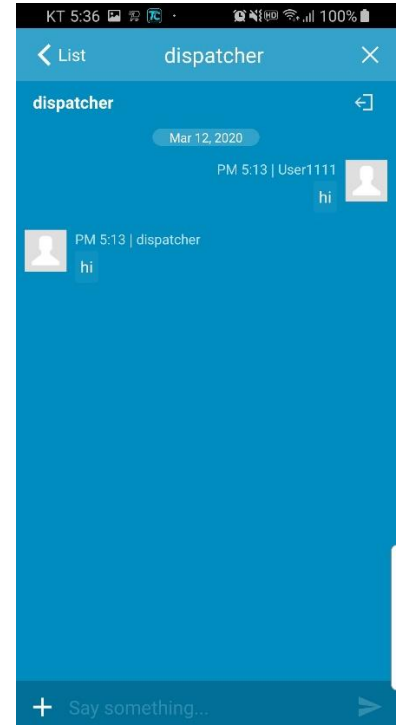 KT 5:36 100%
List dispatcher
dispatcher
Mar 12, 2020
PM 5:13 | User1111
hi
PM 5:13 | dispatcher
hi
Say something...